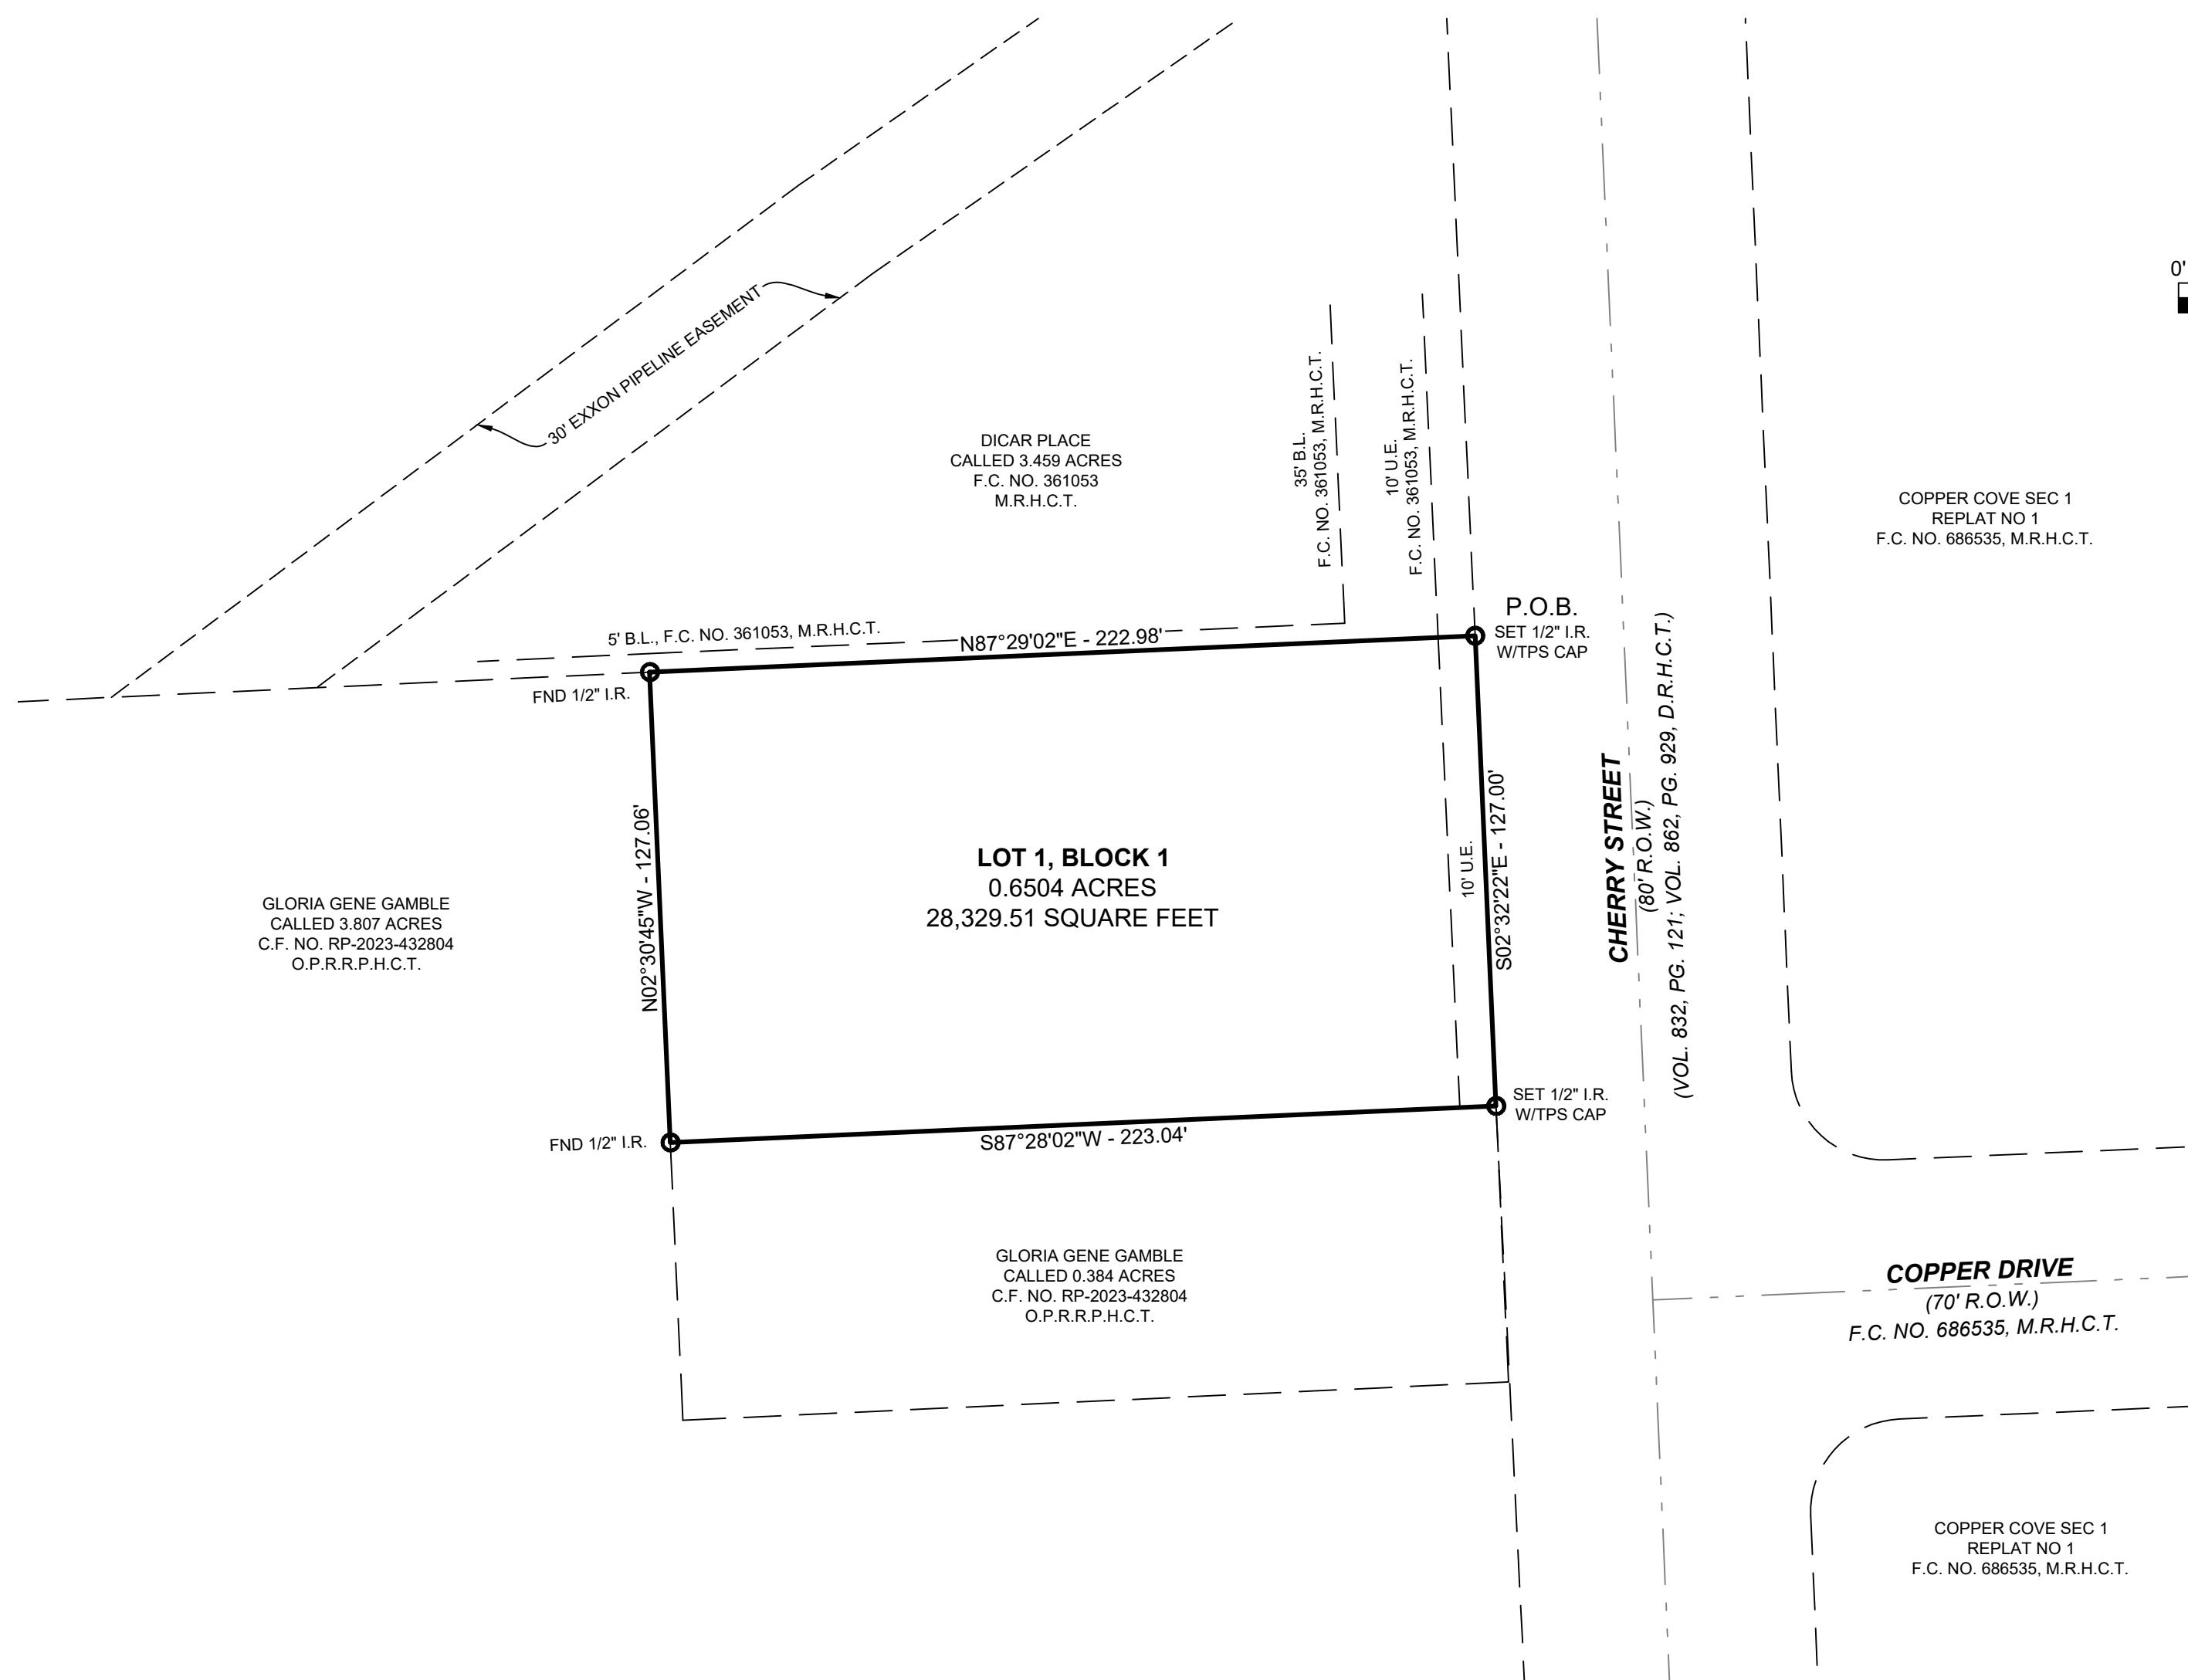 0'
30' EXXON PIPELINE EASEMENT
DICAR PLACE
CALLED 3.459 ACRES
F.C. NO. 361053
M.R.H.C.T.
35' B.L.
F.C. NO. 361053, M.R.H.C.T.
10' U.E.
F.C. NO. 361053, M.R.H.C.T.
COPPER COVE SEC 1
REPLAT NO 1
F.C. NO. 686535, M.R.H.C.T.
5' B.L., F.C. NO. 361053, M.R.H.C.T.
N87°29'02"E - 222.98'
P.O.B.
SET 1/2" I.R.
W/TPS CAP
FND 1/2" I.R.
N02°30'45"W - 127.06'
LOT 1, BLOCK 1
0.6504 ACRES
28,329.51 SQUARE FEET
10' U.E.
S02°32'22"E - 127.00'
CHERRY STREET
(80' R.O.W.)
(VOL. 832, PG. 121; VOL. 862, PG. 929, D.R.H.C.T.)
GLORIA GENE GAMBLE
CALLED 3.807 ACRES
C.F. NO. RP-2023-432804
O.P.R.R.P.H.C.T.
SET 1/2" I.R.
W/TPS CAP
FND 1/2" I.R.
S87°28'02"W - 223.04'
GLORIA GENE GAMBLE
CALLED 0.384 ACRES
C.F. NO. RP-2023-432804
O.P.R.R.P.H.C.T.
COPPER DRIVE
(70' R.O.W.)
F.C. NO. 686535, M.R.H.C.T.
COPPER COVE SEC 1
REPLAT NO 1
F.C. NO. 686535, M.R.H.C.T.